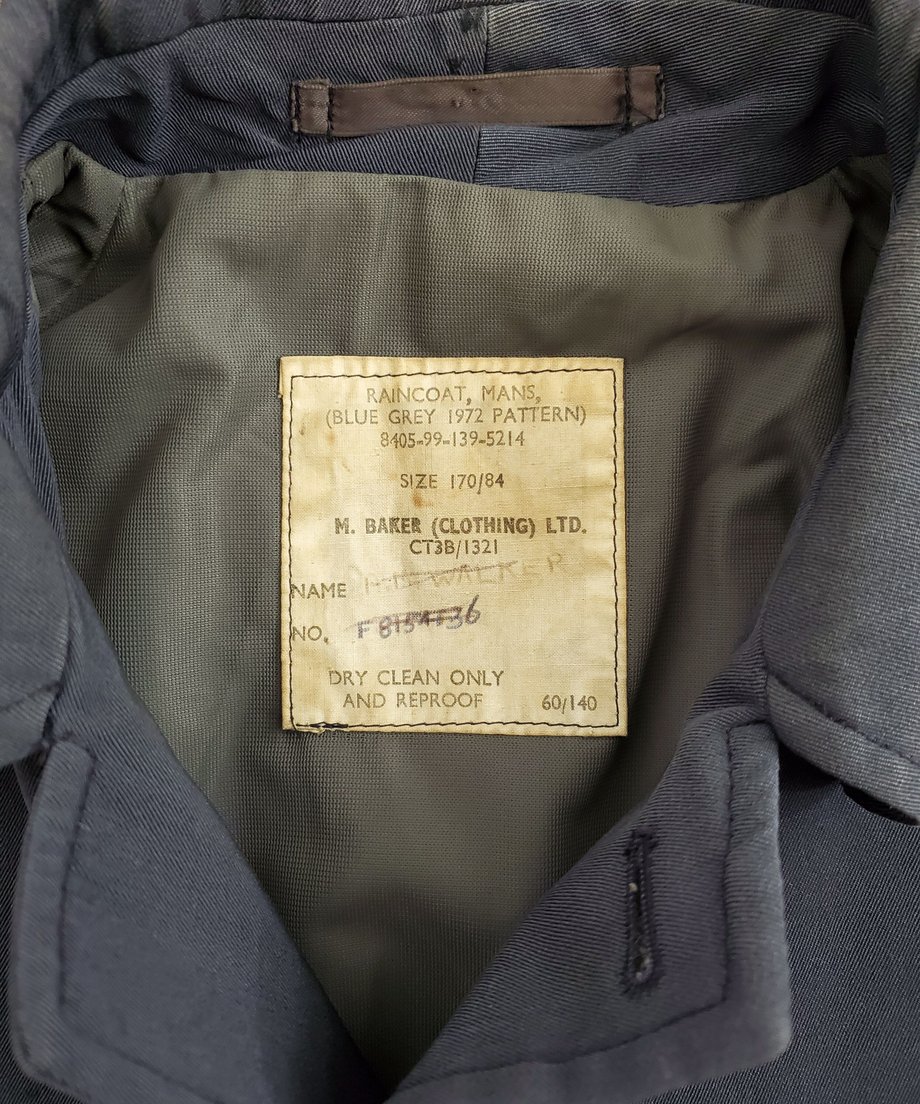 RAINCOAT, MANS,
(BLUE GREY 1972 PATTERN)
8405-99-139-5214
SIZE 170/84
M. BAKER (CLOTHING) LTD.
CT3B/1321
NAME WALKER
NO.
DRY CLEAN ONLY
AND REPROOF 60/140